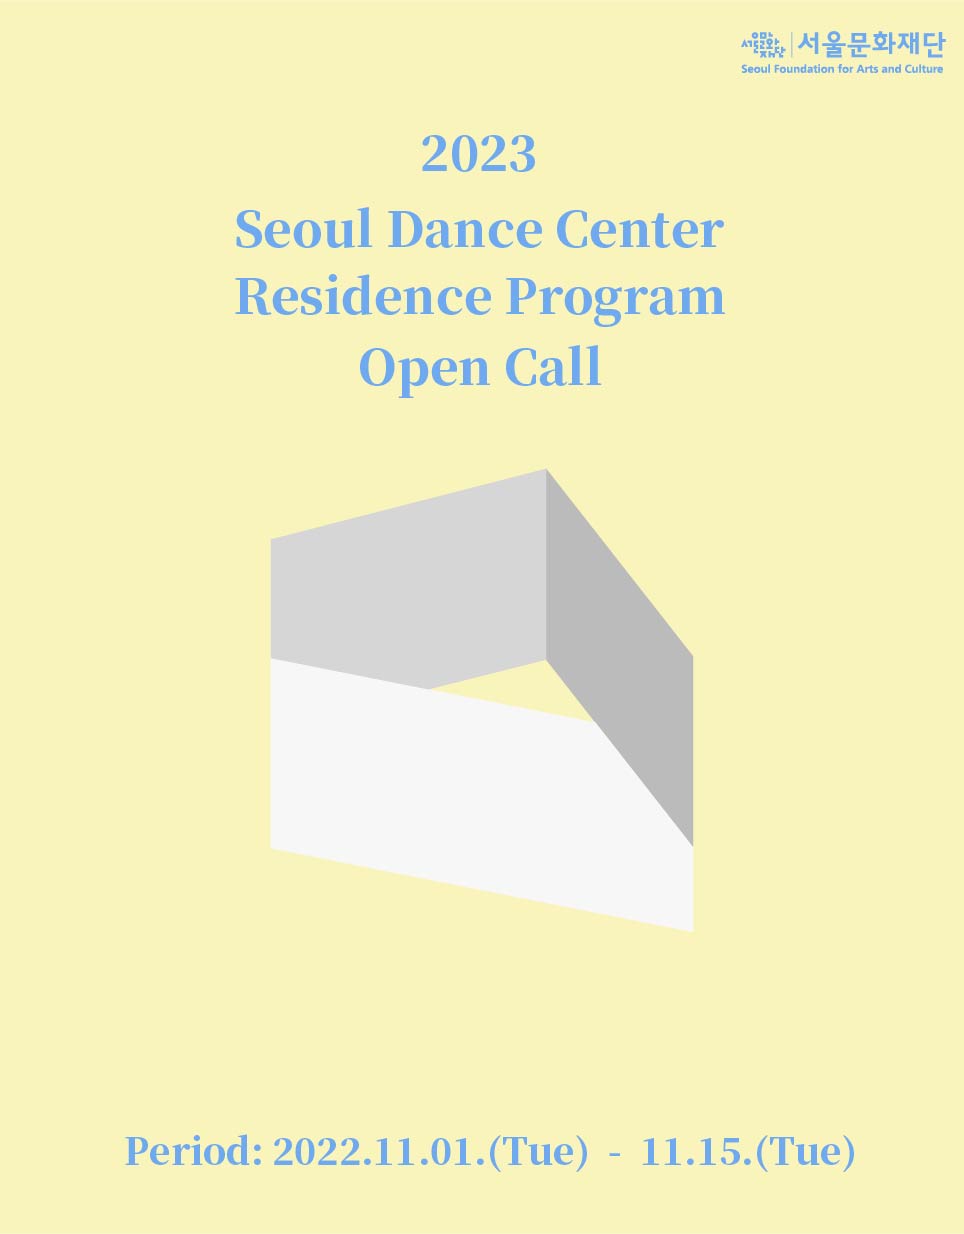 서울문화재단
Seoul Foundation for Arts and Culture
2023
Seoul Dance Center
Residence Program
Open Call
Period: 2022.11.01.(Tue) - 11.15.(Tue)